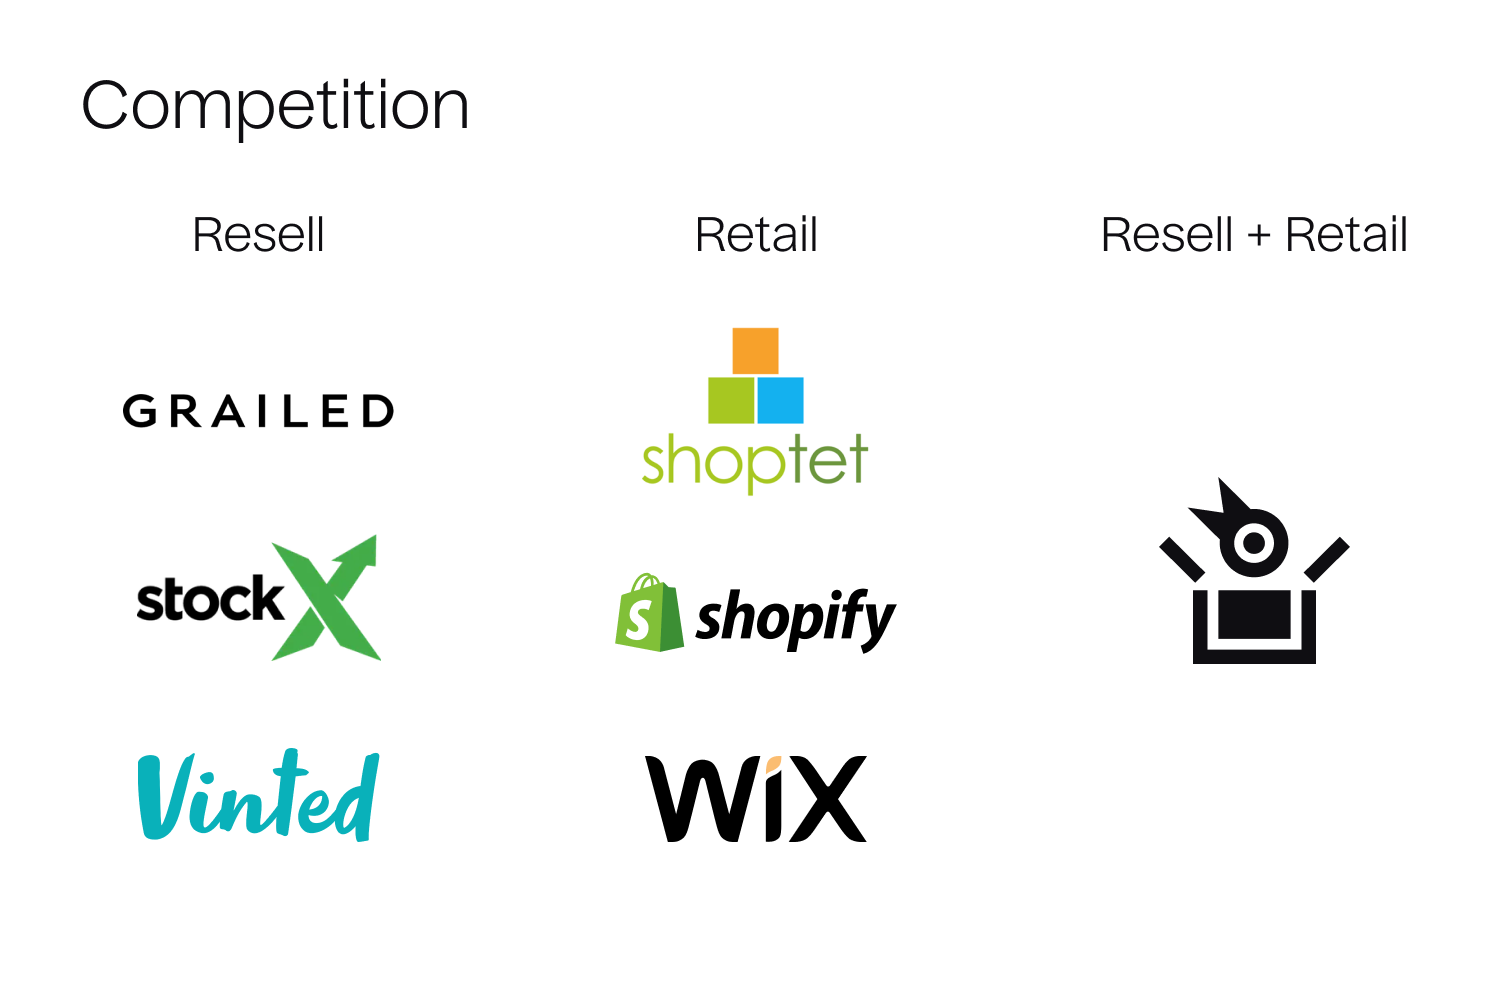 Competition
Resell
Retail
Resell + Retail
GRAILED
shoptet
stockX
S shopify
Vinted
WiX